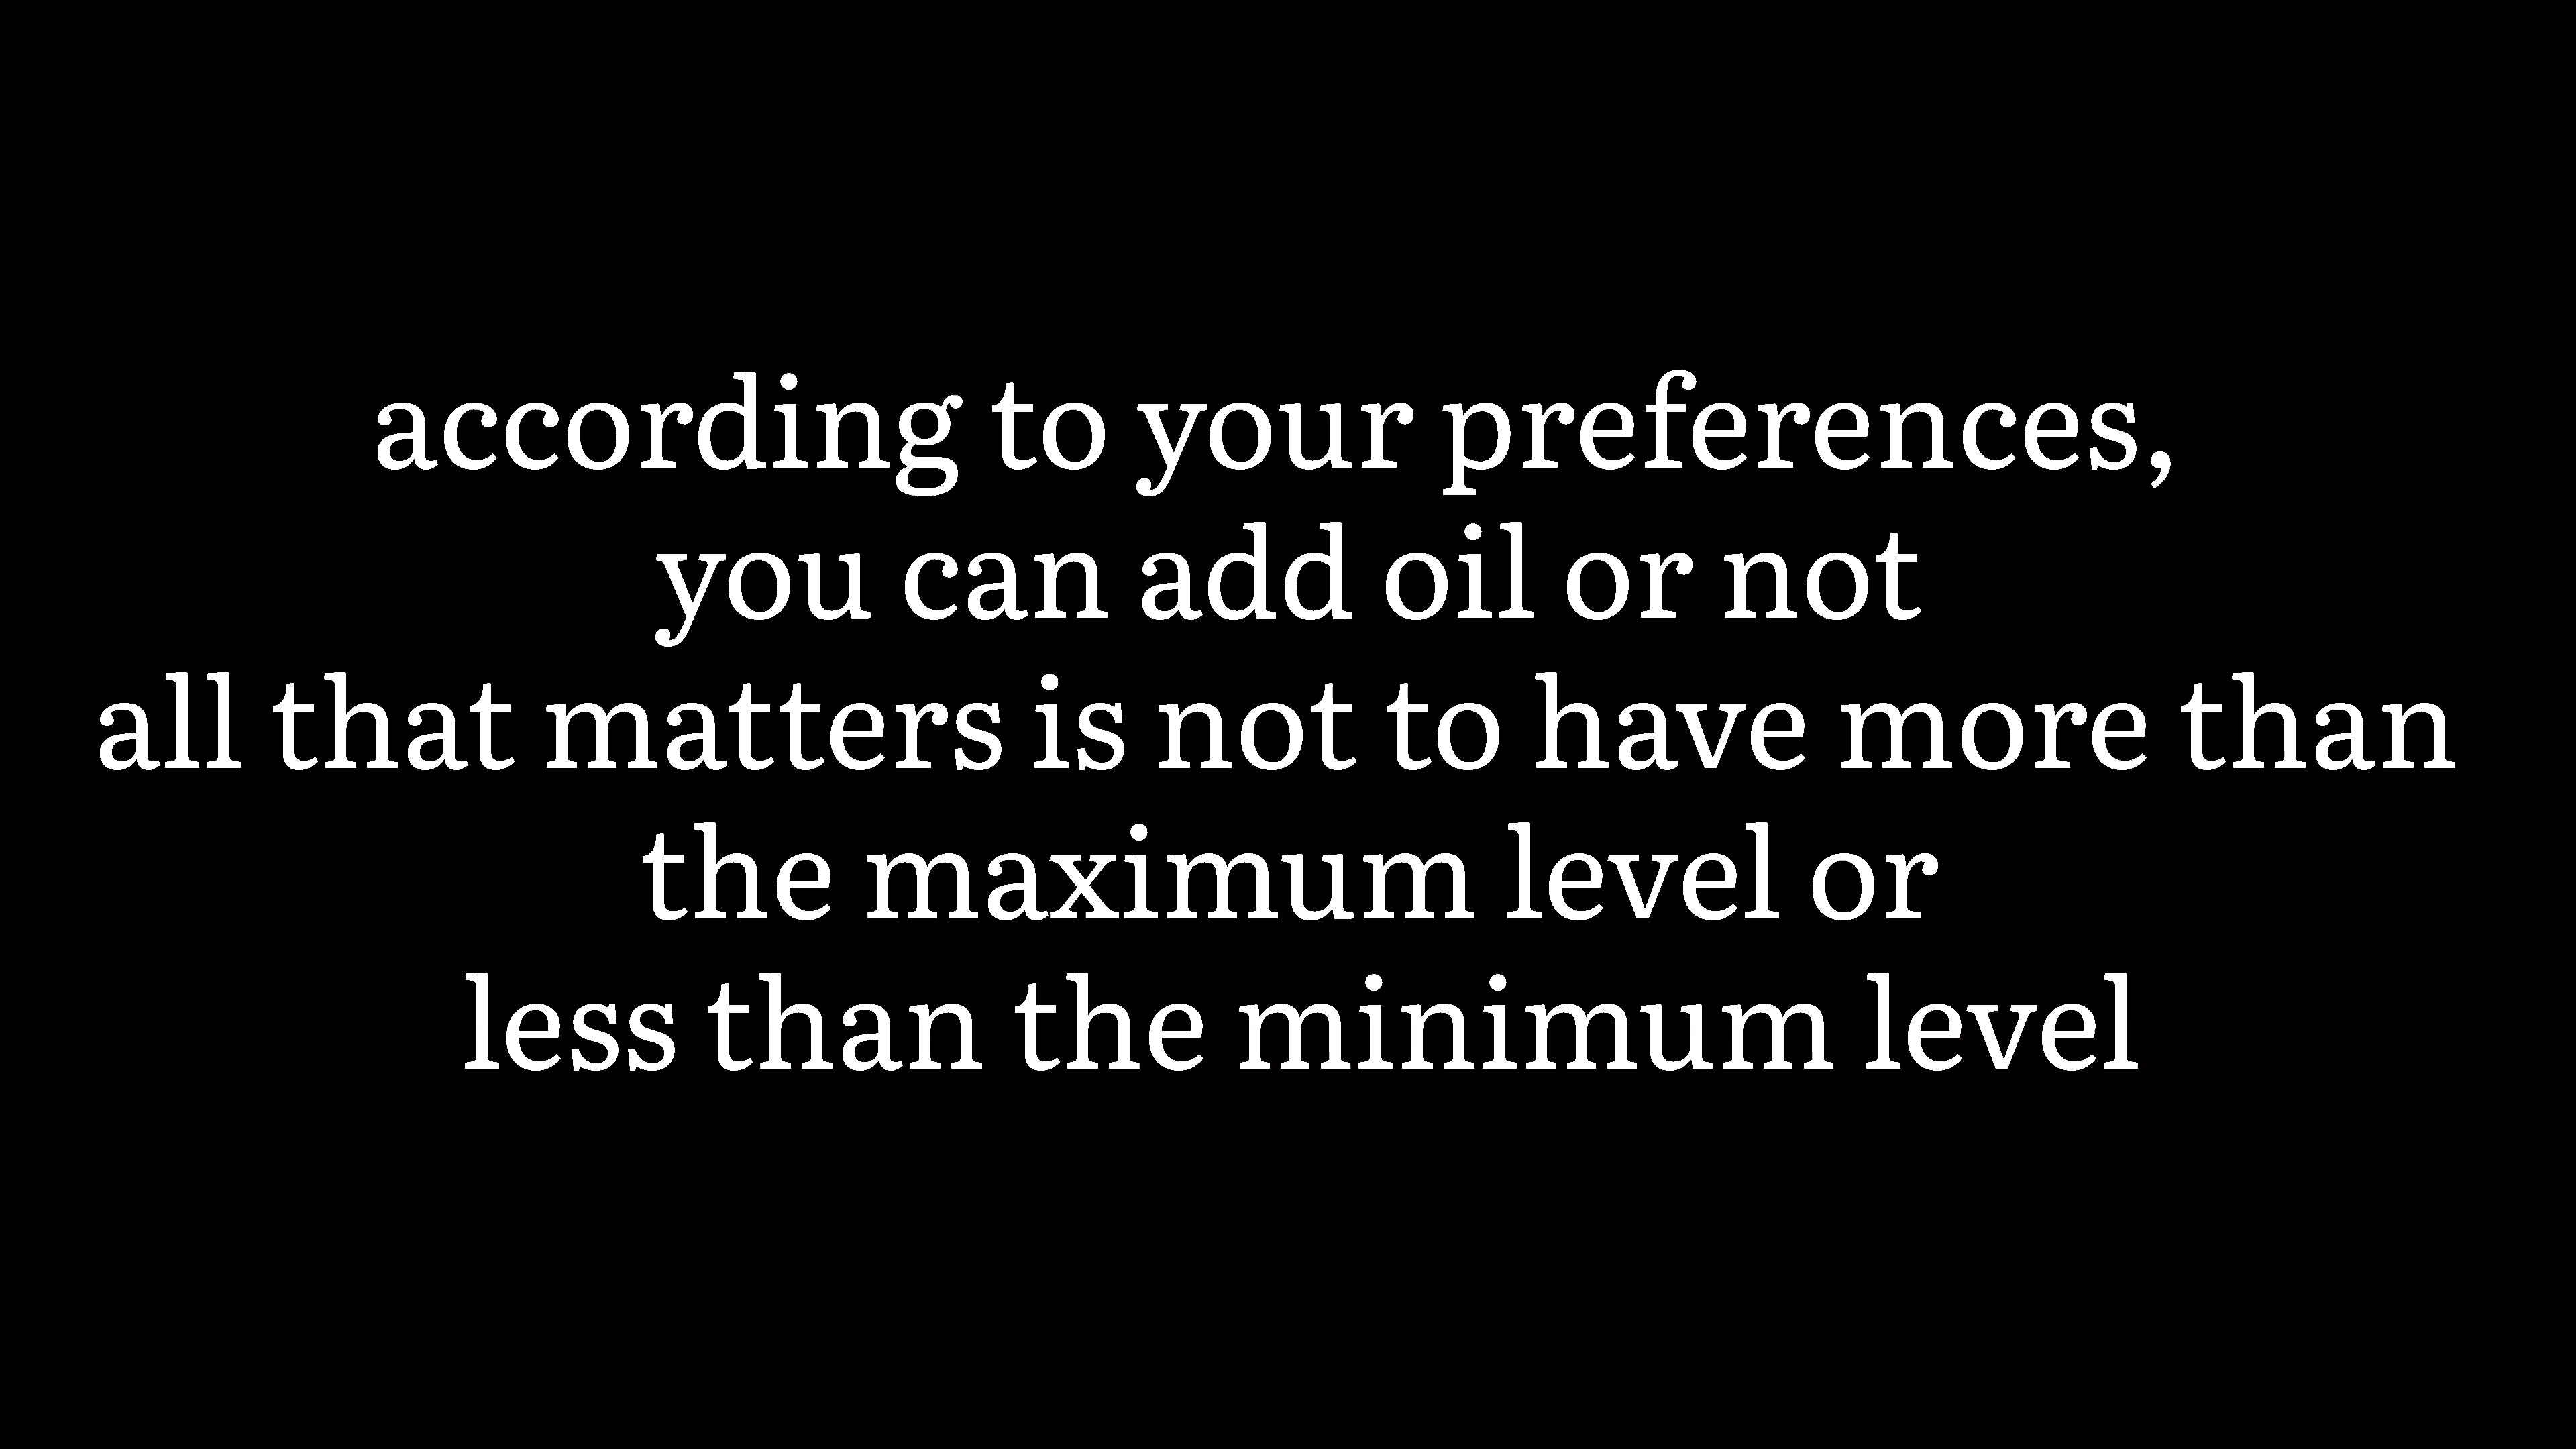 according to your preferences,
you can add oil or not
all that matters is not to have more than
the maximum level or
less than the minimum level